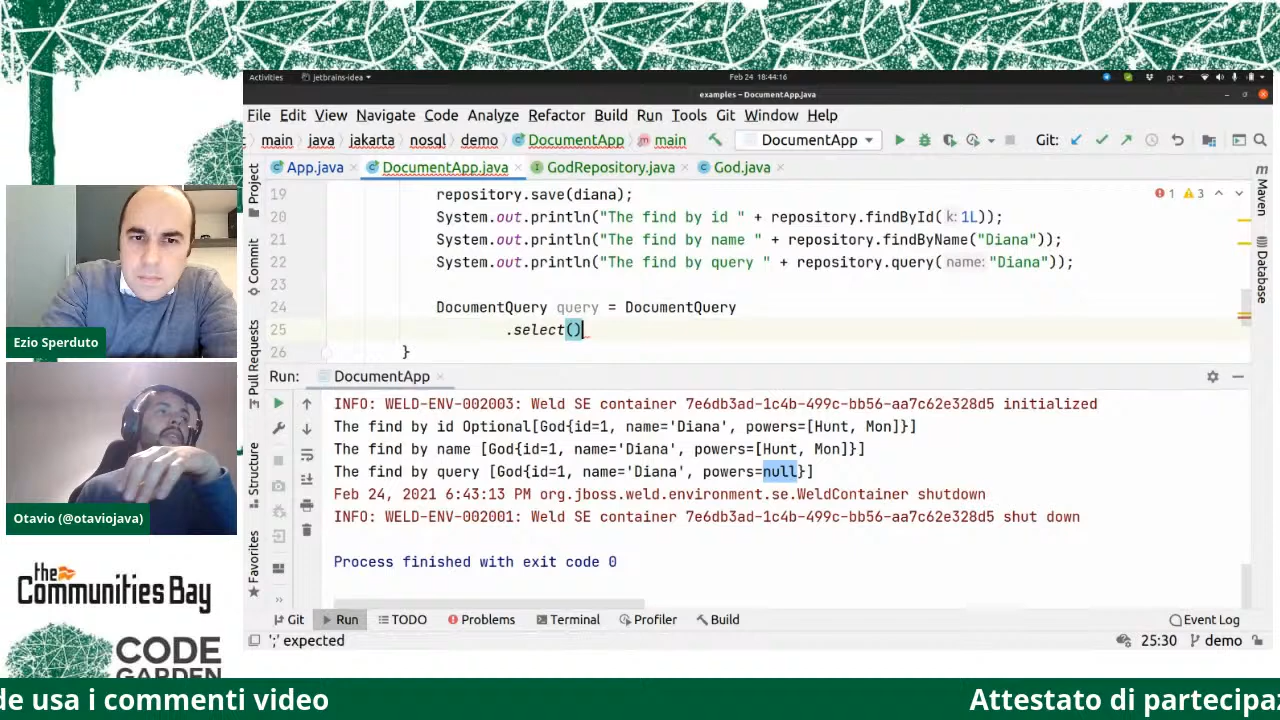 Activities
jetbrains-idea
Feb 24 18:44:16
pt
examples – DocumentApp.java
File Edit View Navigate Code Analyze Refactor Build Run Tools Git Window Help
main java jakarta nosql demo DocumentApp main
DocumentApp
Git:
App.java
DocumentApp.java
GodRepository.java
God.java
Project
Commit
Pull Requests
Structure
Favorites
Maven
Database
1 3
19 repository.save(diana);
20 System.out.println("The find by id " + repository.findById( k: 1L));
21 System.out.println("The find by name " + repository.findByName("Diana"));
22 System.out.println("The find by query " + repository.query( name: "Diana"));
23
24 DocumentQuery query = DocumentQuery
25 .select()
26 }
Run: DocumentApp
INFO: WELD-ENV-002003: Weld SE container 7e6db3ad-1c4b-499c-bb56-aa7c62e328d5 initialized
The find by id Optional[God{id=1, name='Diana', powers=[Hunt, Mon]}]
The find by name [God{id=1, name='Diana', powers=[Hunt, Mon]}]
The find by query [God{id=1, name='Diana', powers=null}]
Feb 24, 2021 6:43:13 PM org.jboss.weld.environment.se.WeldContainer shutdown
INFO: WELD-ENV-002001: Weld SE container 7e6db3ad-1c4b-499c-bb56-aa7c62e328d5 shut down
Process finished with exit code 0
Git Run TODO Problems Terminal Profiler Build
Event Log
';' expected
25:30 demo
Ezio Sperduto
Otavio (@otaviojava)
the
Communities Bay
CODE
GARDEN
de usa i commenti video
Attestato di partecipaz